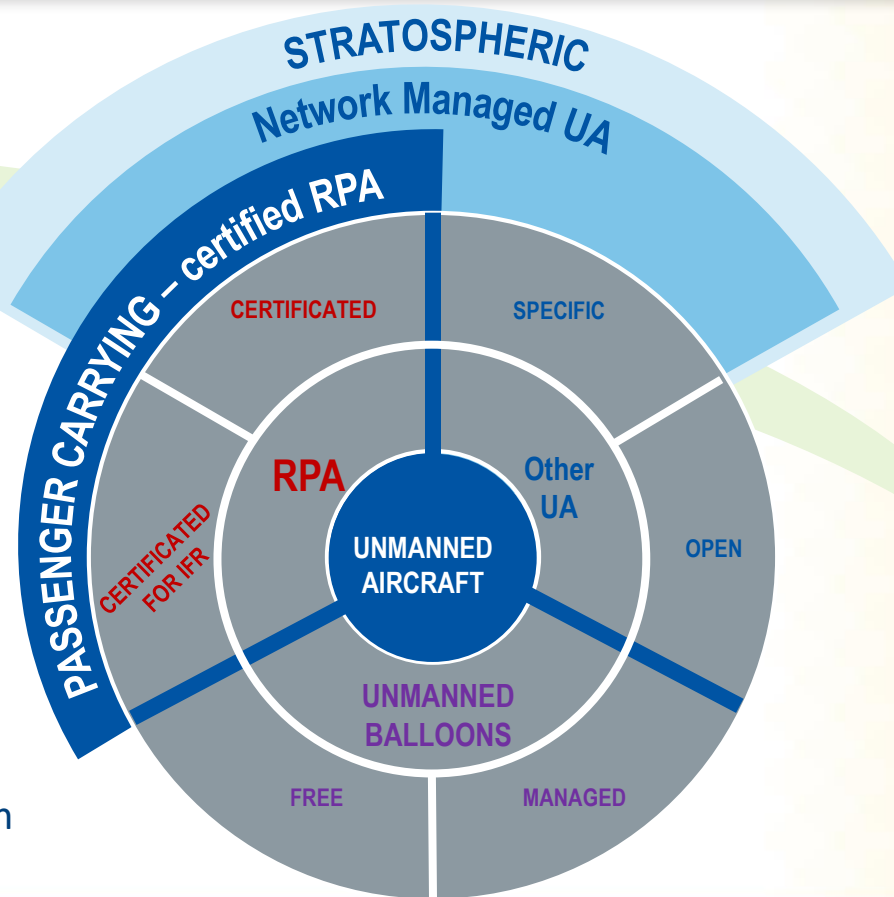 STRATOSPHERIC
Network Managed UA
PASSENGER CARRYING – certified RPA
CERTIFICATED
SPECIFIC
RPA
Other
UA
CERTIFICATED
FOR IFR
UNMANNED
AIRCRAFT
OPEN
UNMANNED
BALLOONS
FREE
MANAGED